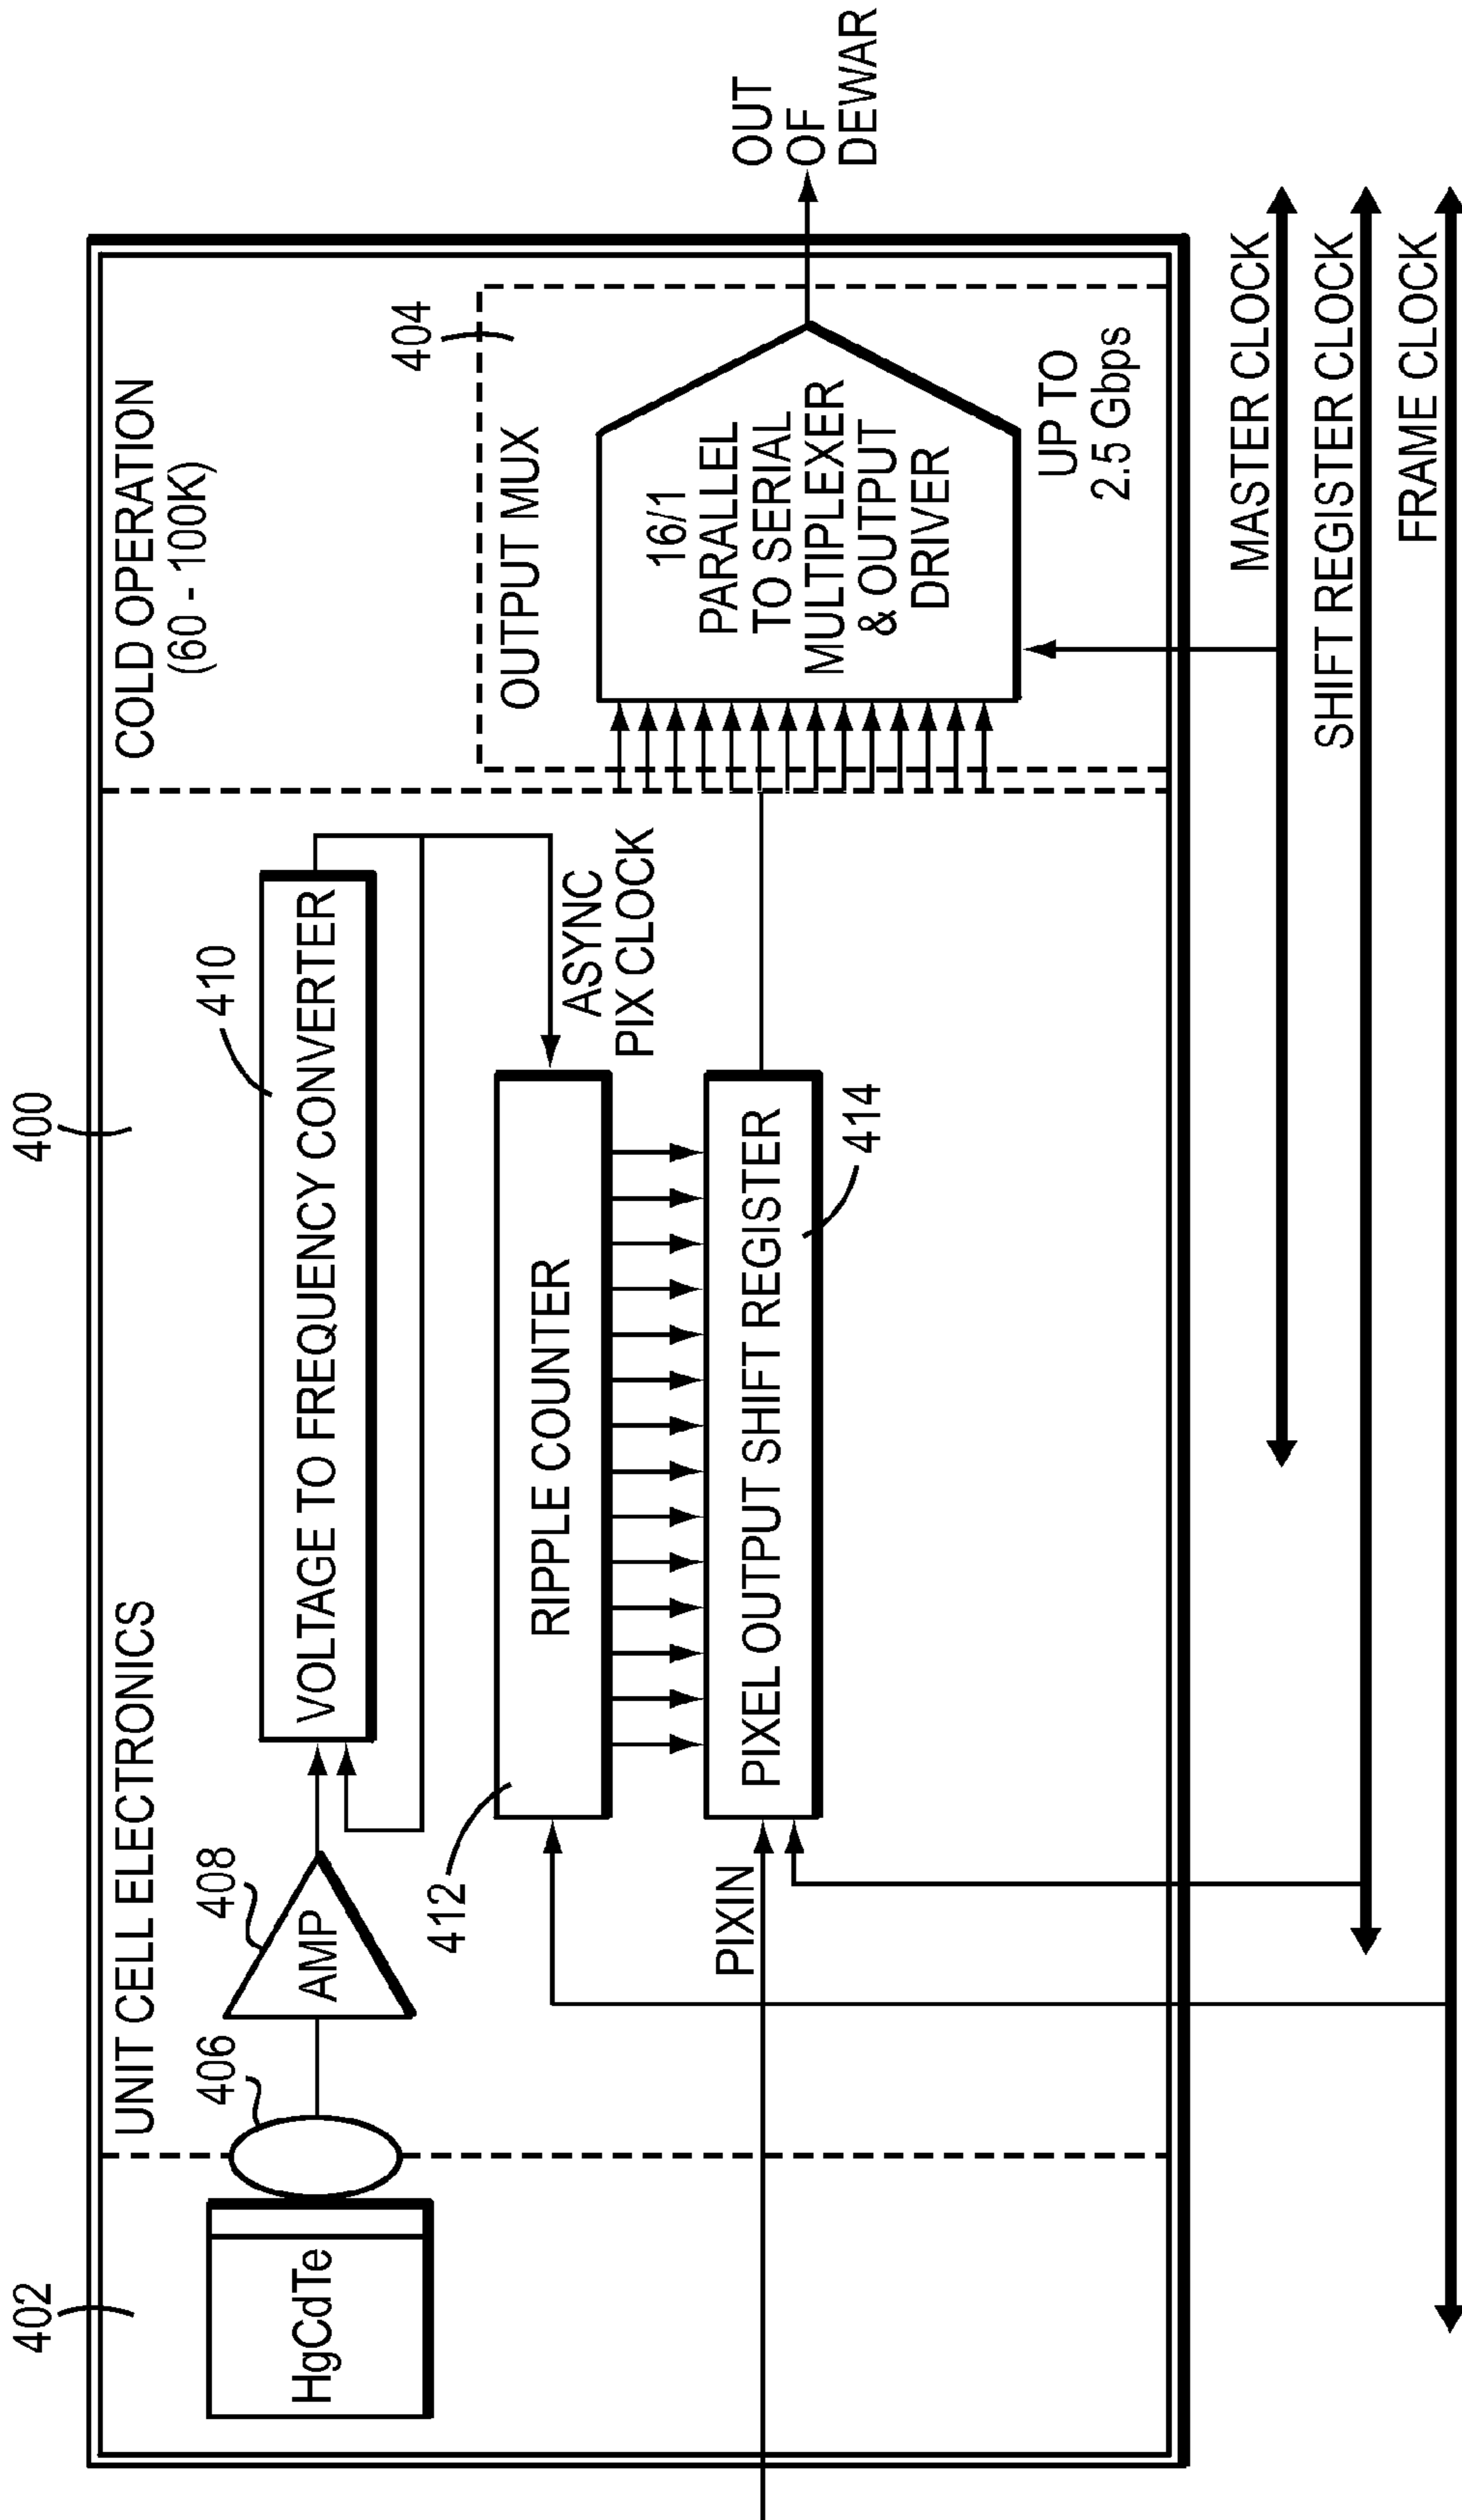 400
402
UNIT CELL ELECTRONICS
COLD OPERATION
(60 - 100K)
406
408
410
404
HgCdTe
AMP
VOLTAGE TO FREQUENCY CONVERTER
412
RIPPLE COUNTER
ASYNC
PIX CLOCK
OUTPUT MUX
16/1
PARALLEL
TO SERIAL
MULTIPLEXER
& OUTPUT
DRIVER
OUT
OF
DEWAR
PIXIN
PIXEL OUTPUT SHIFT REGISTER
414
UP TO
2.5 Gbps
MASTER CLOCK
SHIFT REGISTER CLOCK
FRAME CLOCK